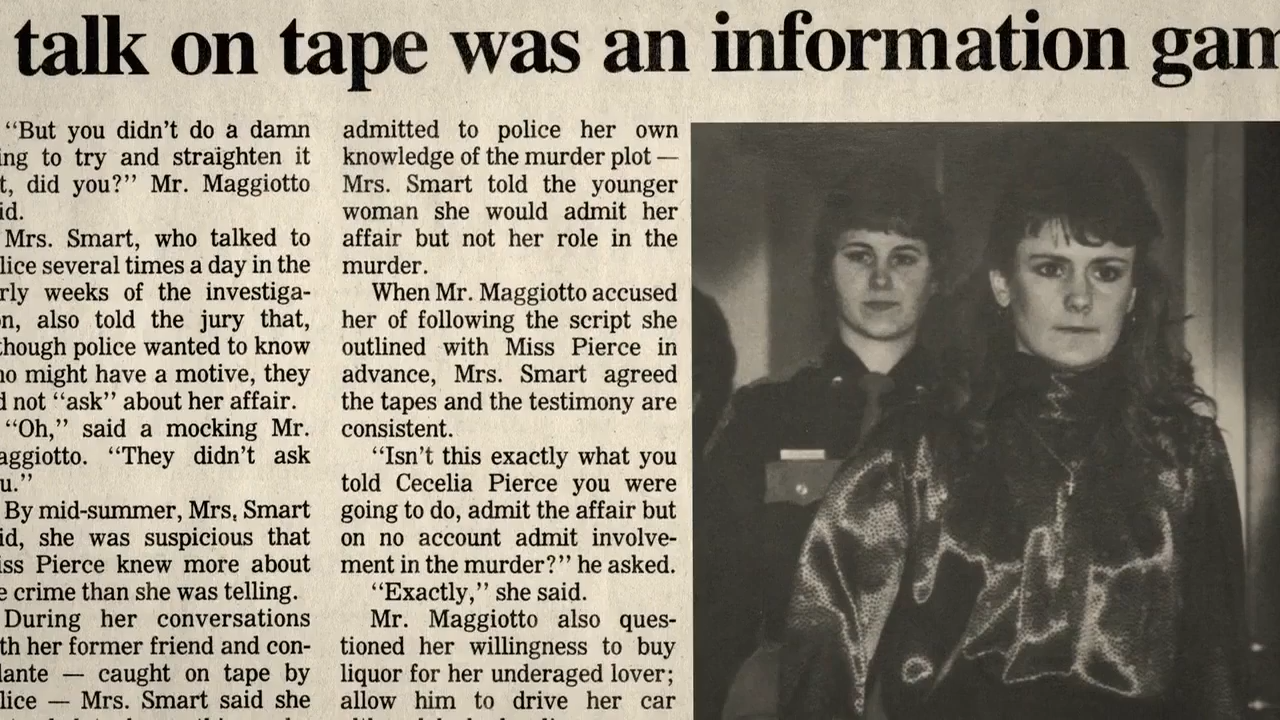 talk on tape was an information gam
“But you didn’t do a damn
ing to try and straighten it
t, did you?” Mr. Maggiotto
id.
Mrs. Smart, who talked to
lice several times a day in the
rly weeks of the investiga-
n, also told the jury that,
though police wanted to know
ho might have a motive, they
d not “ask” about her affair.
“Oh,” said a mocking Mr.
aggiotto. “They didn’t ask
u.”
By mid-summer, Mrs. Smart
id, she was suspicious that
iss Pierce knew more about
e crime than she was telling.
During her conversations
th her former friend and con-
dante — caught on tape by
lice — Mrs. Smart said she
admitted to police her own
knowledge of the murder plot —
Mrs. Smart told the younger
woman she would admit her
affair but not her role in the
murder.
When Mr. Maggiotto accused
her of following the script she
outlined with Miss Pierce in
advance, Mrs. Smart agreed
the tapes and the testimony are
consistent.
“Isn’t this exactly what you
told Cecelia Pierce you were
going to do, admit the affair but
on no account admit involve-
ment in the murder?” he asked.
“Exactly,” she said.
Mr. Maggiotto also ques-
tioned her willingness to buy
liquor for her underaged lover;
allow him to drive her car